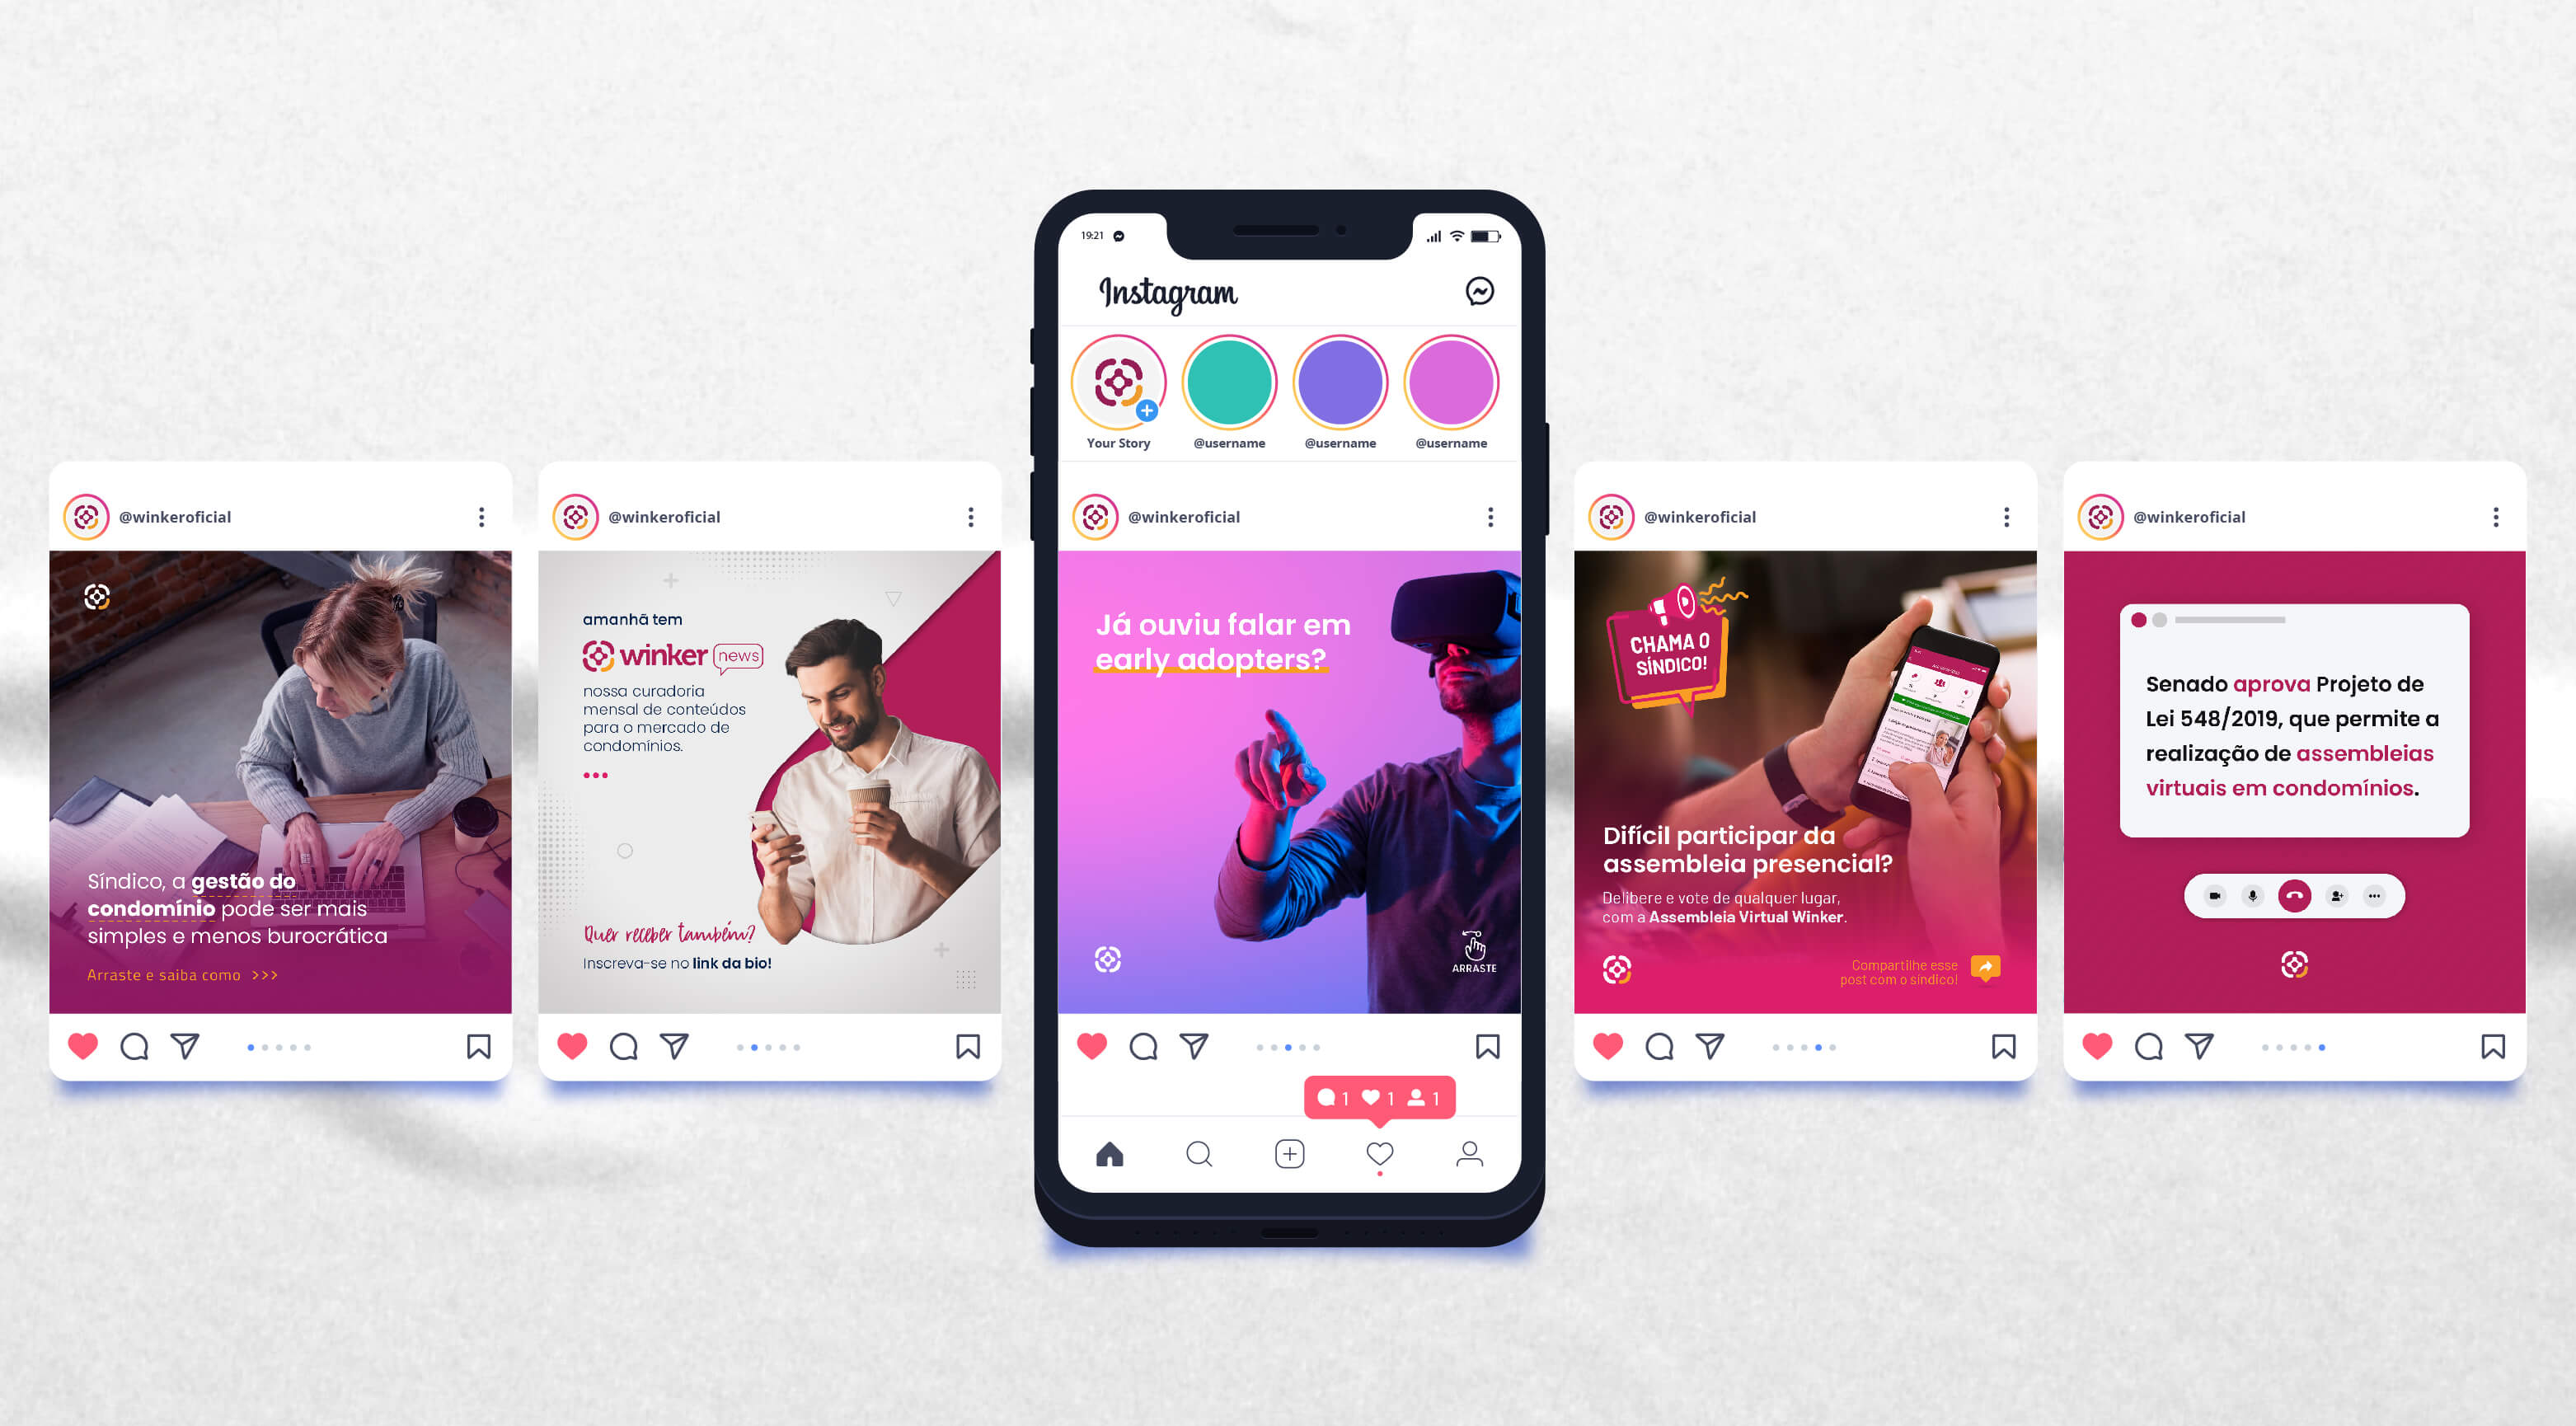 19:21
Instagram
Your Story
@username
@username
@username
@winkeroficial
Síndico, a gestão do
condomínio pode ser mais
simples e menos burocrática
Arraste e saiba como >>>
@winkeroficial
amanhã tem
winker news
nossa curadoria
mensal de conteúdos
para o mercado de
condomínios.
Quer receber também?
Inscreva-se no link da bio!
@winkeroficial
Já ouviu falar em
early adopters?
ARRASTE
1 1 1
@winkeroficial
CHAMA O
SÍNDICO!
Difícil participar da
assembleia presencial?
Delibere e vote de qualquer lugar,
com a Assembleia Virtual Winker.
Compartilhe esse
post com o síndico!
@winkeroficial
Senado aprova Projeto de
Lei 548/2019, que permite a
realização de assembleias
virtuais em condomínios.